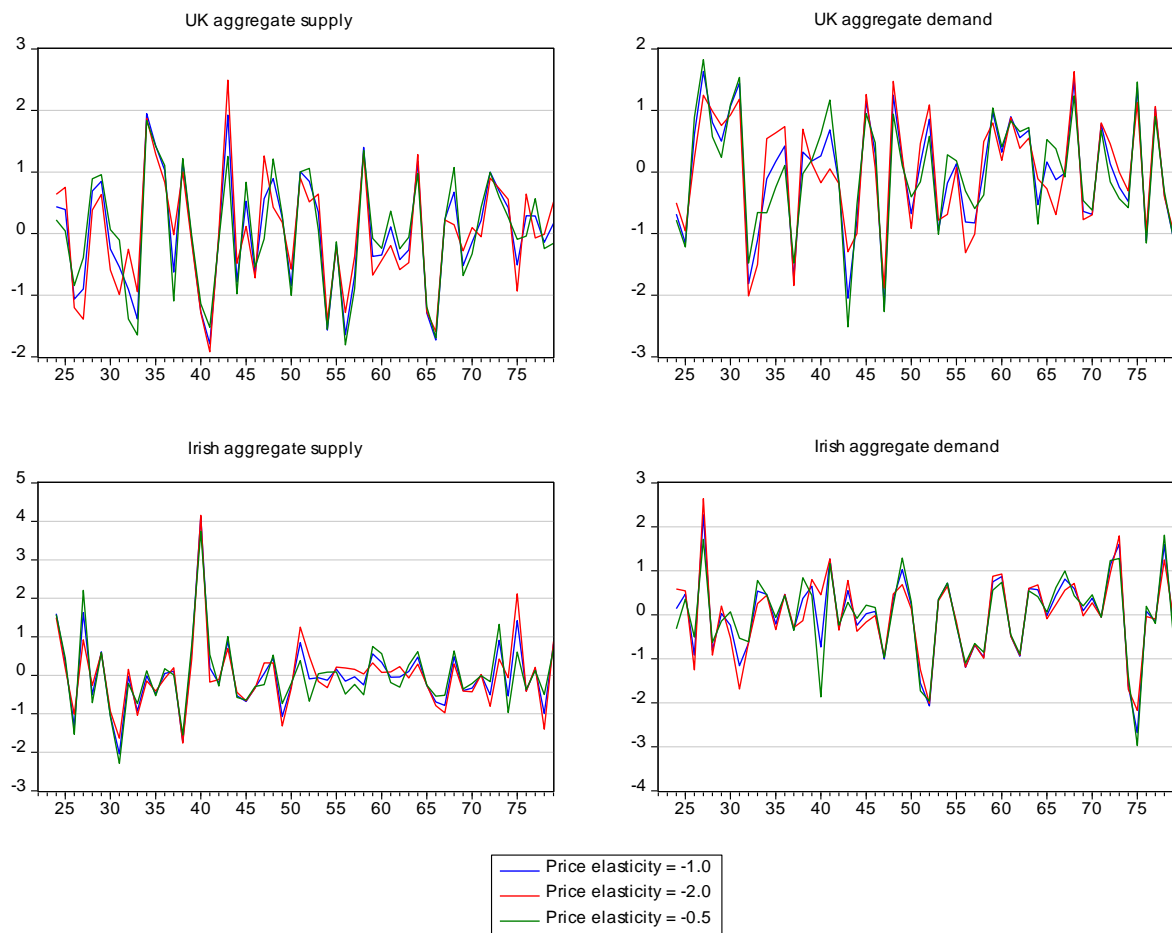 UK aggregate supply
3
2
1
0
-1
-2
25 30 35 40 45 50 55 60 65 70 75
UK aggregate demand
2
1
0
-1
-2
-3
25 30 35 40 45 50 55 60 65 70 75
Irish aggregate supply
5
4
3
2
1
0
-1
-2
-3
25 30 35 40 45 50 55 60 65 70 75
Irish aggregate demand
3
2
1
0
-1
-2
-3
-4
25 30 35 40 45 50 55 60 65 70 75
Price elasticity = -1.0
Price elasticity = -2.0
Price elasticity = -0.5